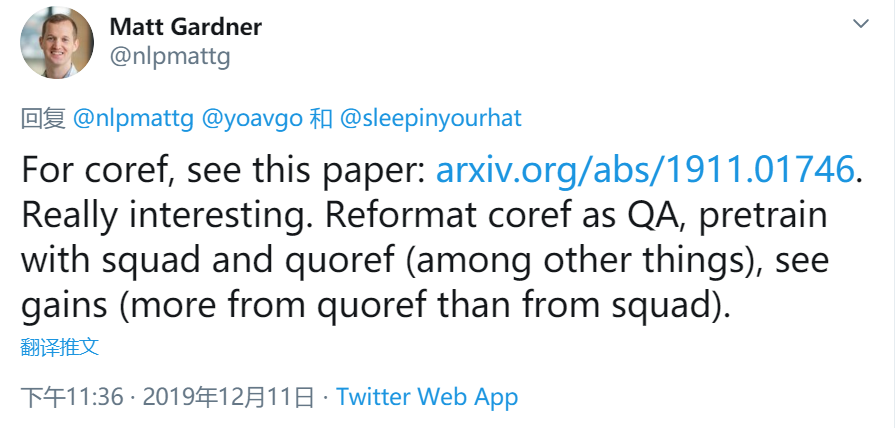 Matt Gardner
@nlpmattg
回复 @nlpmattg @yoavgo 和 @sleepinyourhat
For coref, see this paper: arxiv.org/abs/1911.01746.
Really interesting. Reformat coref as QA, pretrain
with squad and quoref (among other things), see
gains (more from quoref than from squad).
翻译推文
下午11:36 · 2019年12月11日 · Twitter Web App